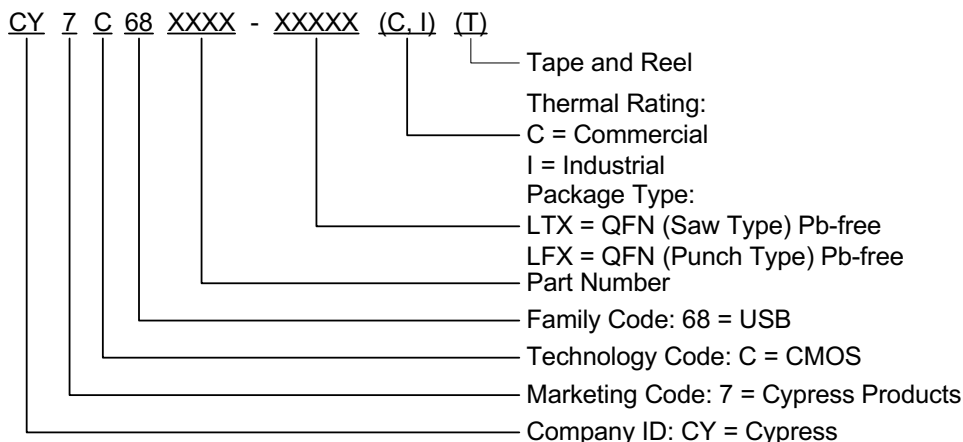 CY 7 C 68 XXXX - XXXXX (C, I) (T)
Tape and Reel
Thermal Rating:
C = Commercial
I = Industrial
Package Type:
LTX = QFN (Saw Type) Pb-free
LFX = QFN (Punch Type) Pb-free
Part Number
Family Code: 68 = USB
Technology Code: C = CMOS
Marketing Code: 7 = Cypress Products
Company ID: CY = Cypress